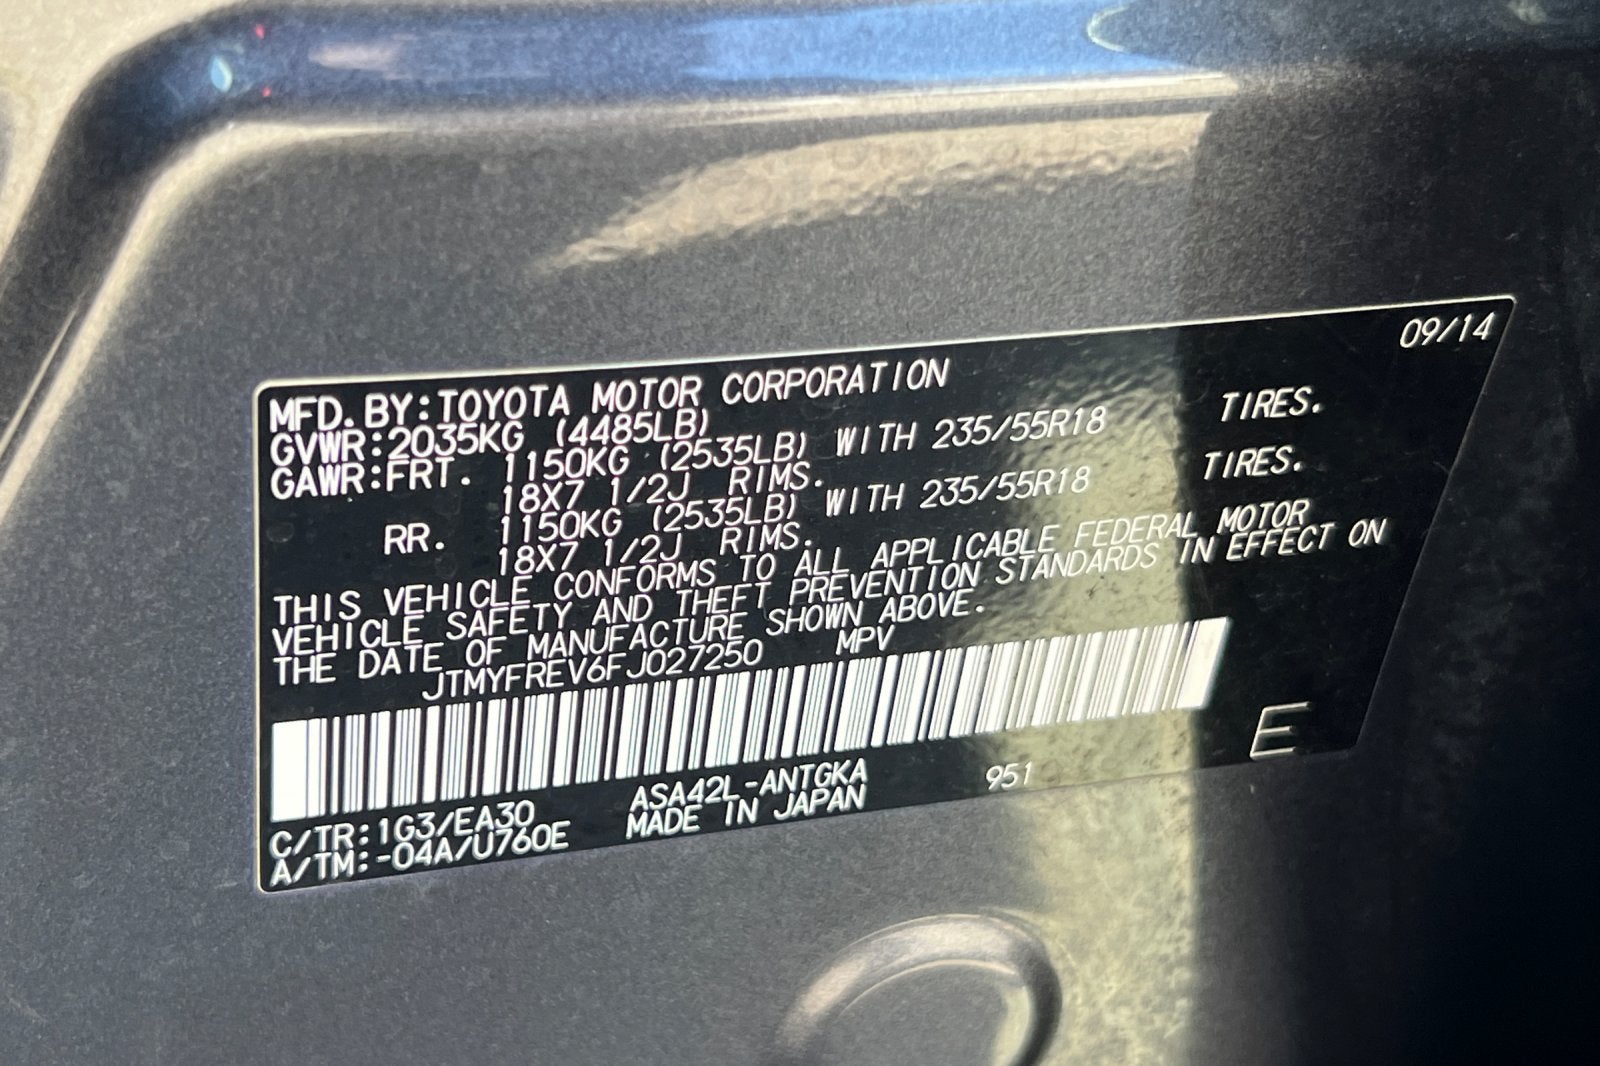 09/14
MFD. BY: TOYOTA MOTOR CORPORATION
GVWR: 2035KG (4485LB)
GAWR: FRT. 1150KG (2535LB) WITH 235/55R18 TIRES.
18X7 1/2J RIMS.
RR. 1150KG (2535LB) WITH 235/55R18 TIRES.
18X7 1/2J RIMS.
THIS VEHICLE CONFORMS TO ALL APPLICABLE FEDERAL MOTOR
VEHICLE SAFETY AND THEFT PREVENTION STANDARDS IN EFFECT ON
THE DATE OF MANUFACTURE SHOWN ABOVE.
JTMYFREV6FJ027250 MPV
E
C/TR: 1G3/EA30 ASA42L-ANTGKA 951
A/TM: -04A/U760E MADE IN JAPAN